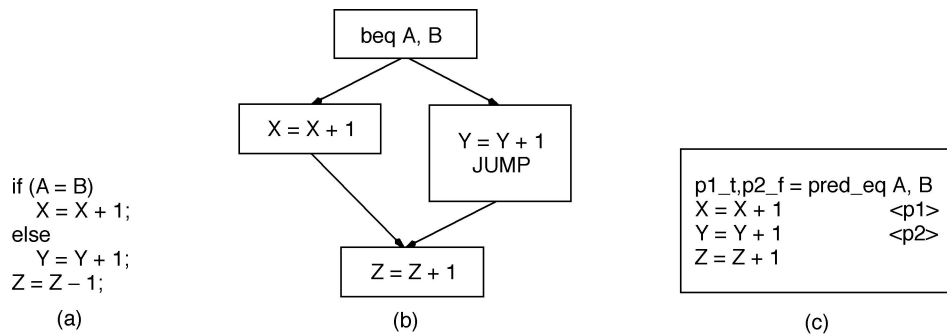 if (A = B)
X = X + 1;
else
Y = Y + 1;
Z = Z – 1;
(a)
beq A, B
X = X + 1
Y = Y + 1
JUMP
Z = Z + 1
(b)
p1_t,p2_f = pred_eq A, B
X = X + 1 <p1>
Y = Y + 1 <p2>
Z = Z + 1
(c)